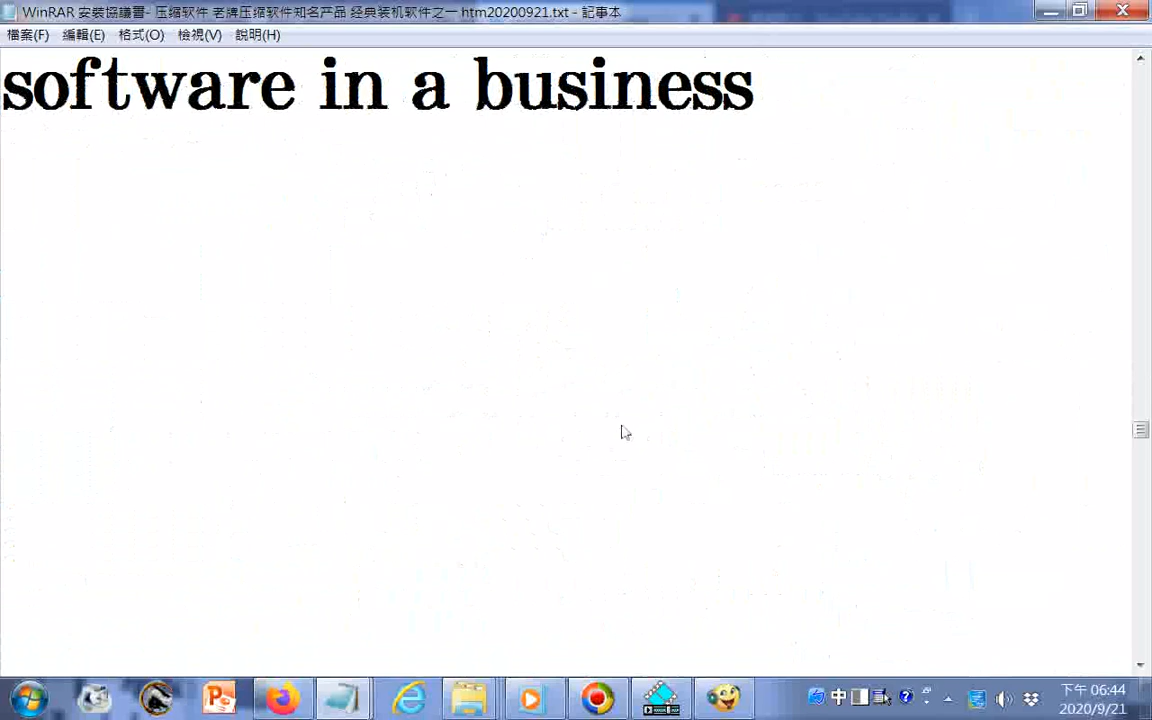 WinRAR 安裝協議書- 压缩软件 老牌压缩软件知名产品 经典装机软件之一 htm20200921.txt - 記事本
檔案(F) 編輯(E) 格式(O) 檢視(V) 說明(H)
software in a business
中
下午 06:44
2020/9/21